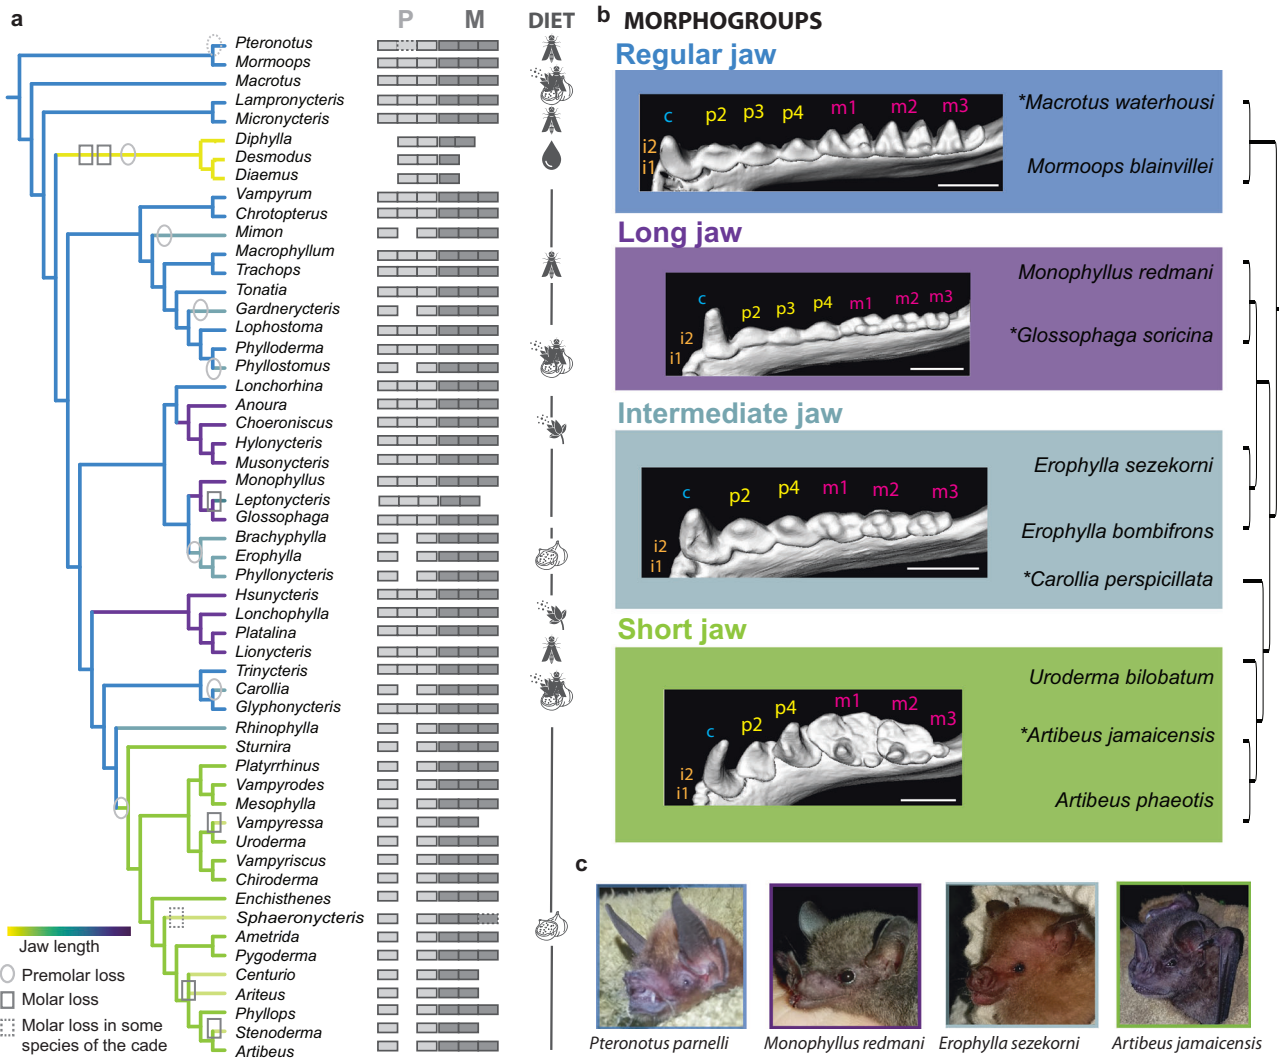 a
P M DIET
Pteronotus
Mormoops
Macrotus
Lampronycteris
Micronycteris
Diphylla
Desmodus
Diaemus
Vampyrum
Chrotopterus
Mimon
Macrophyllum
Trachops
Tonatia
Gardnerycteris
Lophostoma
Phylloderma
Phyllostomus
Lonchorhina
Anoura
Choeroniscus
Hylonycteris
Musonycteris
Monophyllus
Leptonycteris
Glossophaga
Brachyphylla
Erophylla
Phyllonycteris
Hsunycteris
Lonchophylla
Platalina
Lionycteris
Trinycteris
Carollia
Glyphonycteris
Rhinophylla
Sturnira
Platyrrhinus
Vampyrodes
Mesophylla
Vampyressa
Uroderma
Vampyriscus
Chiroderma
Enchisthenes
Sphaeronycteris
Ametrida
Pygoderma
Centurio
Ariteus
Phyllops
Stenoderma
Artibeus
Jaw length
Premolar loss
Molar loss
Molar loss in some
species of the cade
b MORPHOGROUPS
Regular jaw
c p2 p3 p4 m1 m2 m3
i2
i1
*Macrotus waterhousi
Mormoops blainvillei
Long jaw
c p2 p3 p4 m1 m2 m3
i2
i1
Monophyllus redmani
*Glossophaga soricina
Intermediate jaw
c p2 p4 m1 m2 m3
i2
i1
Erophylla sezekorni
Erophylla bombifrons
*Carollia perspicillata
Short jaw
c p2 p4 m1 m2 m3
i2
i1
Uroderma bilobatum
*Artibeus jamaicensis
Artibeus phaeotis
c
Pteronotus parnelli
Monophyllus redmani
Erophylla sezekorni
Artibeus jamaicensis